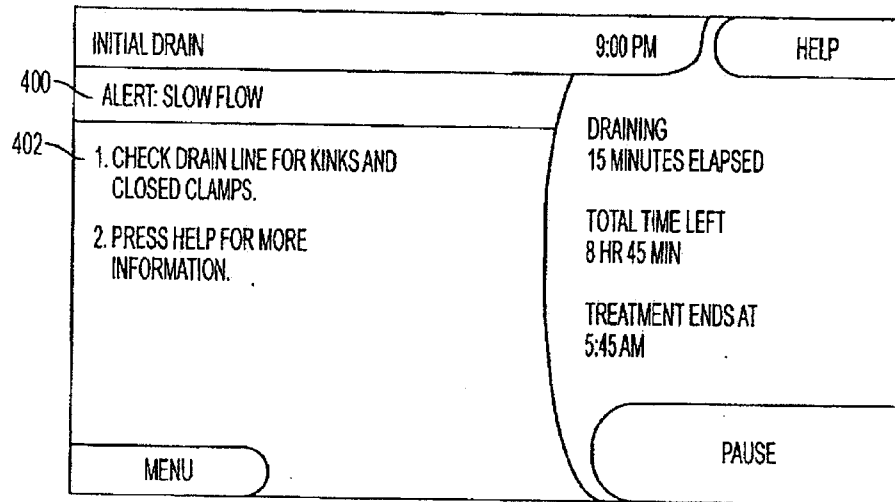 INITIAL DRAIN
9:00 PM
HELP
400
ALERT: SLOW FLOW
402
1. CHECK DRAIN LINE FOR KINKS AND
CLOSED CLAMPS.
2. PRESS HELP FOR MORE
INFORMATION.
DRAINING
15 MINUTES ELAPSED
TOTAL TIME LEFT
8 HR 45 MIN
TREATMENT ENDS AT
5:45 AM
MENU
PAUSE